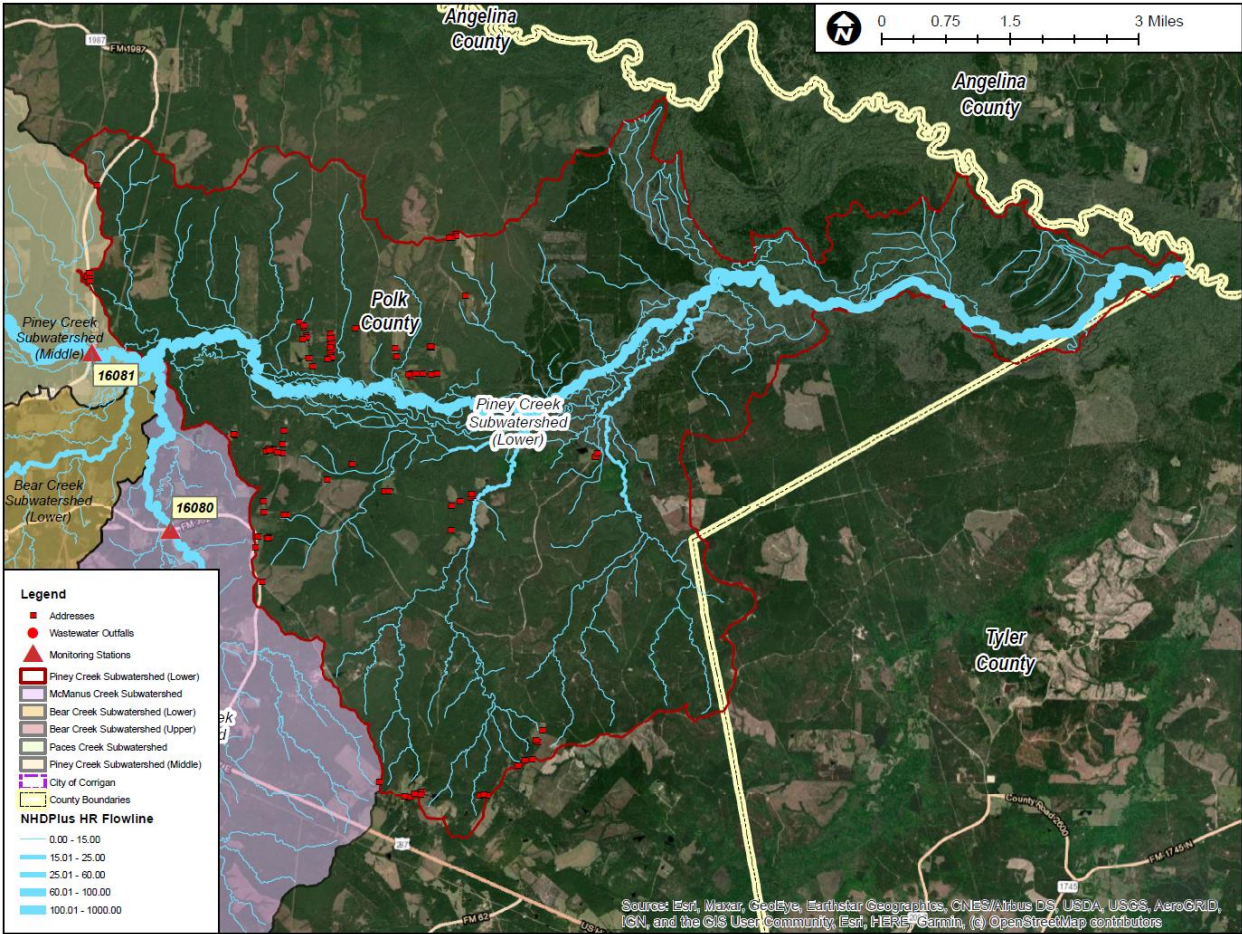 Angelina
County
0 0.75 1.5 3 Miles
N
1987
FM-1987
Angelina
County
Polk
County
Piney Creek
Subwatershed
(Middle)
16081
Piney Creek
Subwatershed
(Lower)
Bear Creek
Subwatershed
(Lower)
16080
Tyler
County
Legend
Addresses
Wastewater Outfalls
Monitoring Stations
Piney Creek Subwatershed (Lower)
McManus Creek Subwatershed
Bear Creek Subwatershed (Lower)
Bear Creek Subwatershed (Upper)
Paces Creek Subwatershed
Piney Creek Subwatershed (Middle)
City of Corrigan
County Boundaries
NHDPlus HR Flowline
0.00 - 15.00
15.01 - 25.00
25.01 - 60.00
60.01 - 100.00
100.01 - 1000.00
ek
d
287
FM 62
County Road 2600
FM-1745 N
1745
Source: Esri, Maxar, GeoEye, Earthstar Geographics, CNES/Airbus DS, USDA, USGS, AeroGRID,
IGN, and the GIS User Community, Esri, HERE, Garmin, (c) OpenStreetMap contributors